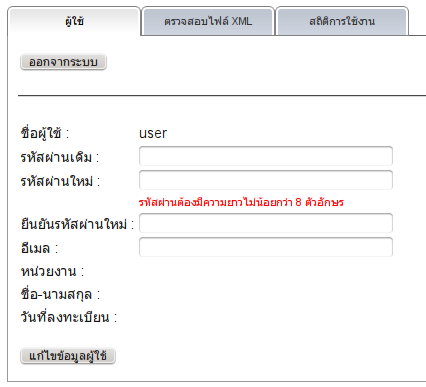 ผู้ใช้ ตรวจสอบไฟล์ XML สถิติการใช้งาน
ออกจากระบบ
ชื่อผู้ใช้ : user
รหัสผ่านเดิม :
รหัสผ่านใหม่ :
รหัสผ่านต้องมีความยาวไม่น้อยกว่า 8 ตัวอักษร
ยืนยันรหัสผ่านใหม่ :
อีเมล :
หน่วยงาน :
ชื่อ-นามสกุล :
วันที่ลงทะเบียน :
แก้ไขข้อมูลผู้ใช้